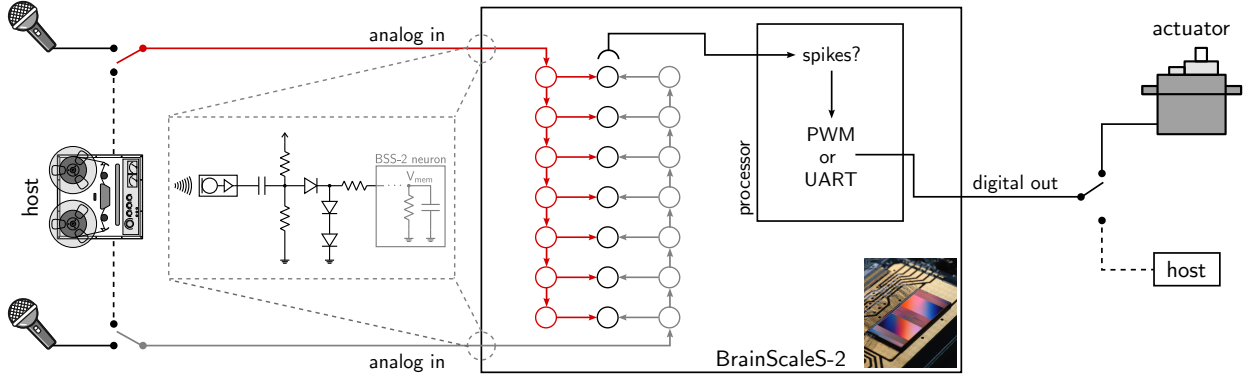 analog in
actuator
spikes?
PWM
or
UART
processor
host
BSS-2 neuron
V_mem
digital out
host
analog in
BrainScaleS-2